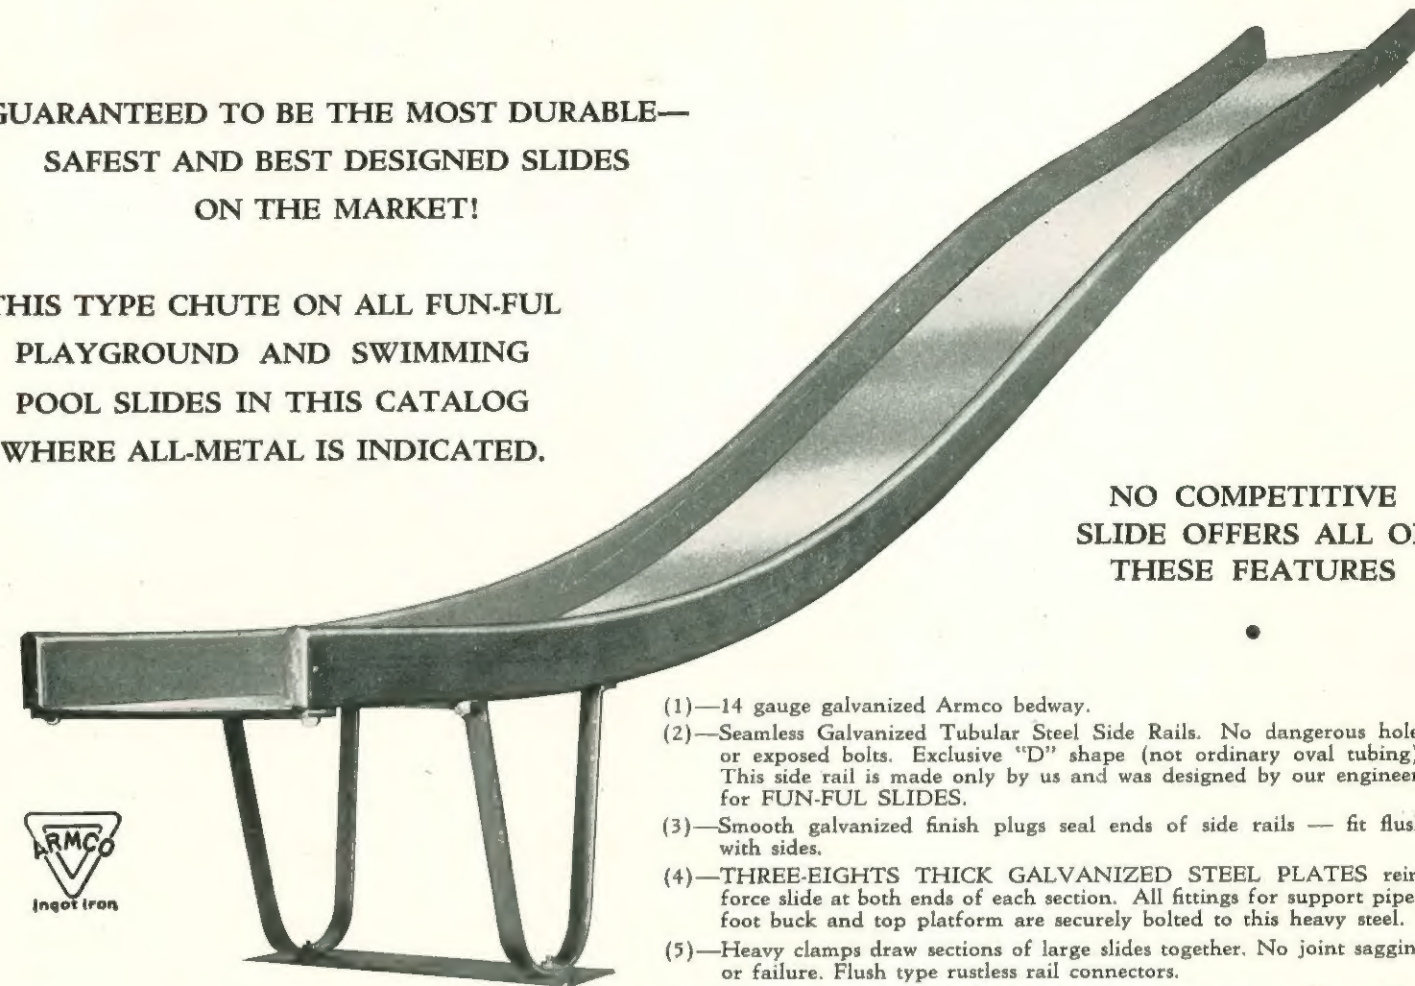 GUARANTEED TO BE THE MOST DURABLE—
SAFEST AND BEST DESIGNED SLIDES
ON THE MARKET!
THIS TYPE CHUTE ON ALL FUN-FUL
PLAYGROUND AND SWIMMING
POOL SLIDES IN THIS CATALOG
WHERE ALL-METAL IS INDICATED.
NO COMPETITIVE
SLIDE OFFERS ALL OF
THESE FEATURES
(1)—14 gauge galvanized Armco bedway.
(2)—Seamless Galvanized Tubular Steel Side Rails. No dangerous hole
or exposed bolts. Exclusive "D" shape (not ordinary oval tubing)
This side rail is made only by us and was designed by our engineer
for FUN-FUL SLIDES.
(3)—Smooth galvanized finish plugs seal ends of side rails — fit flus
with sides.
(4)—THREE-EIGHTS THICK GALVANIZED STEEL PLATES rein
force slide at both ends of each section. All fittings for support pipe
foot buck and top platform are securely bolted to this heavy steel.
(5)—Heavy clamps draw sections of large slides together. No joint saggin
or failure. Flush type rustless rail connectors.
ARMCO
Ingot Iron